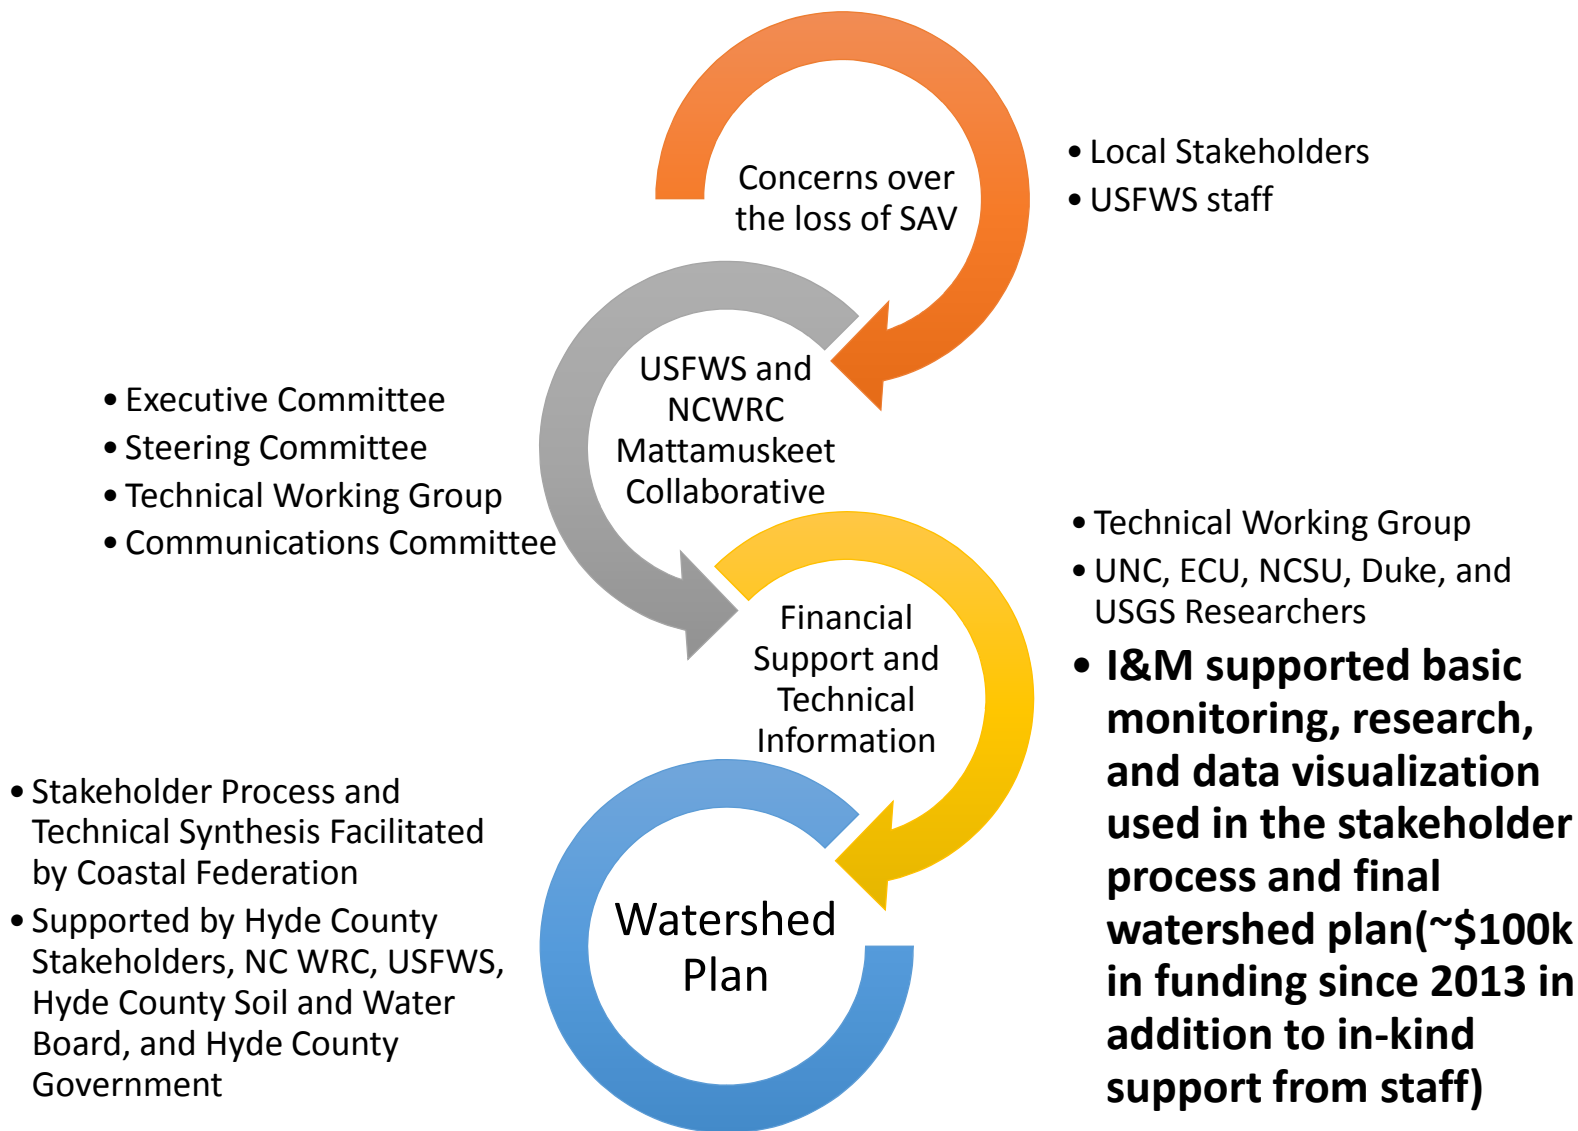 Concerns over
the loss of SAV
• Local Stakeholders
• USFWS staff
USFWS and
NCWRC
Mattamuskeet
Collaborative
• Executive Committee
• Steering Committee
• Technical Working Group
• Communications Committee
Financial
Support and
Technical
Information
• Technical Working Group
• UNC, ECU, NCSU, Duke, and
USGS Researchers
• I&M supported basic
monitoring, research,
and data visualization
used in the stakeholder
process and final
watershed plan(~$100k
in funding since 2013 in
addition to in-kind
support from staff)
Watershed
Plan
• Stakeholder Process and
Technical Synthesis Facilitated
by Coastal Federation
• Supported by Hyde County
Stakeholders, NC WRC, USFWS,
Hyde County Soil and Water
Board, and Hyde County
Government